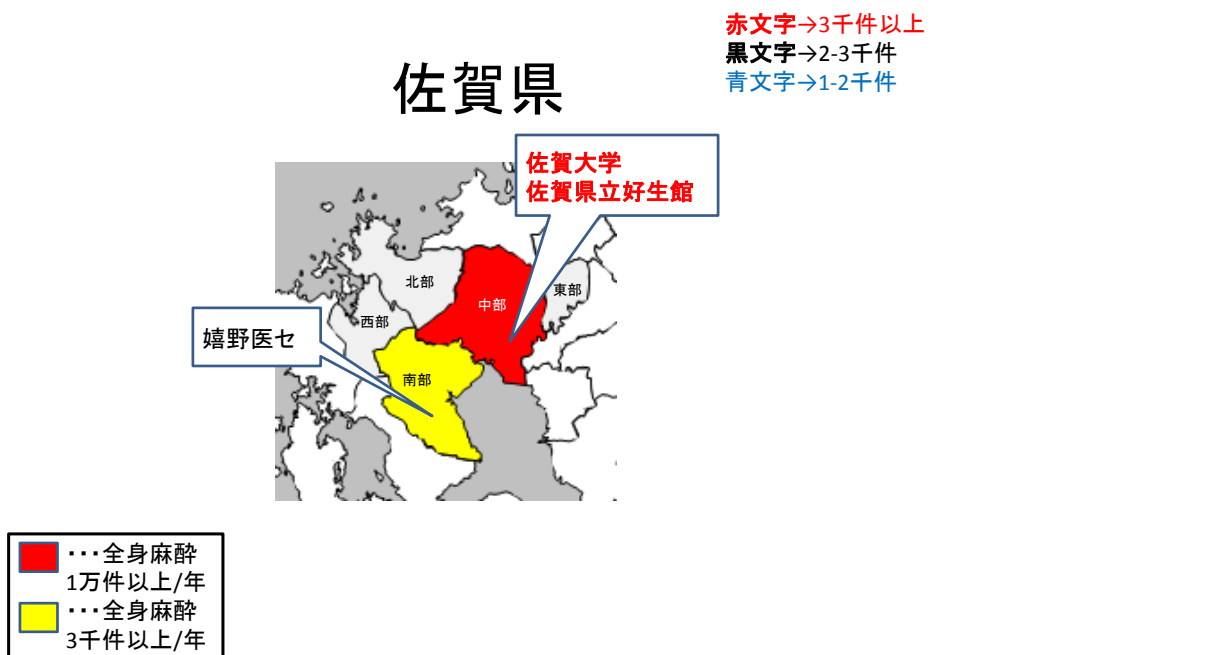 赤文字→3千件以上
黒文字→2-3千件
青文字→1-2千件
佐賀県
佐賀大学
佐賀県立好生館
北部
中部
東部
西部
嬉野医セ
南部
･･･全身麻酔
1万件以上/年
･･･全身麻酔
3千件以上/年